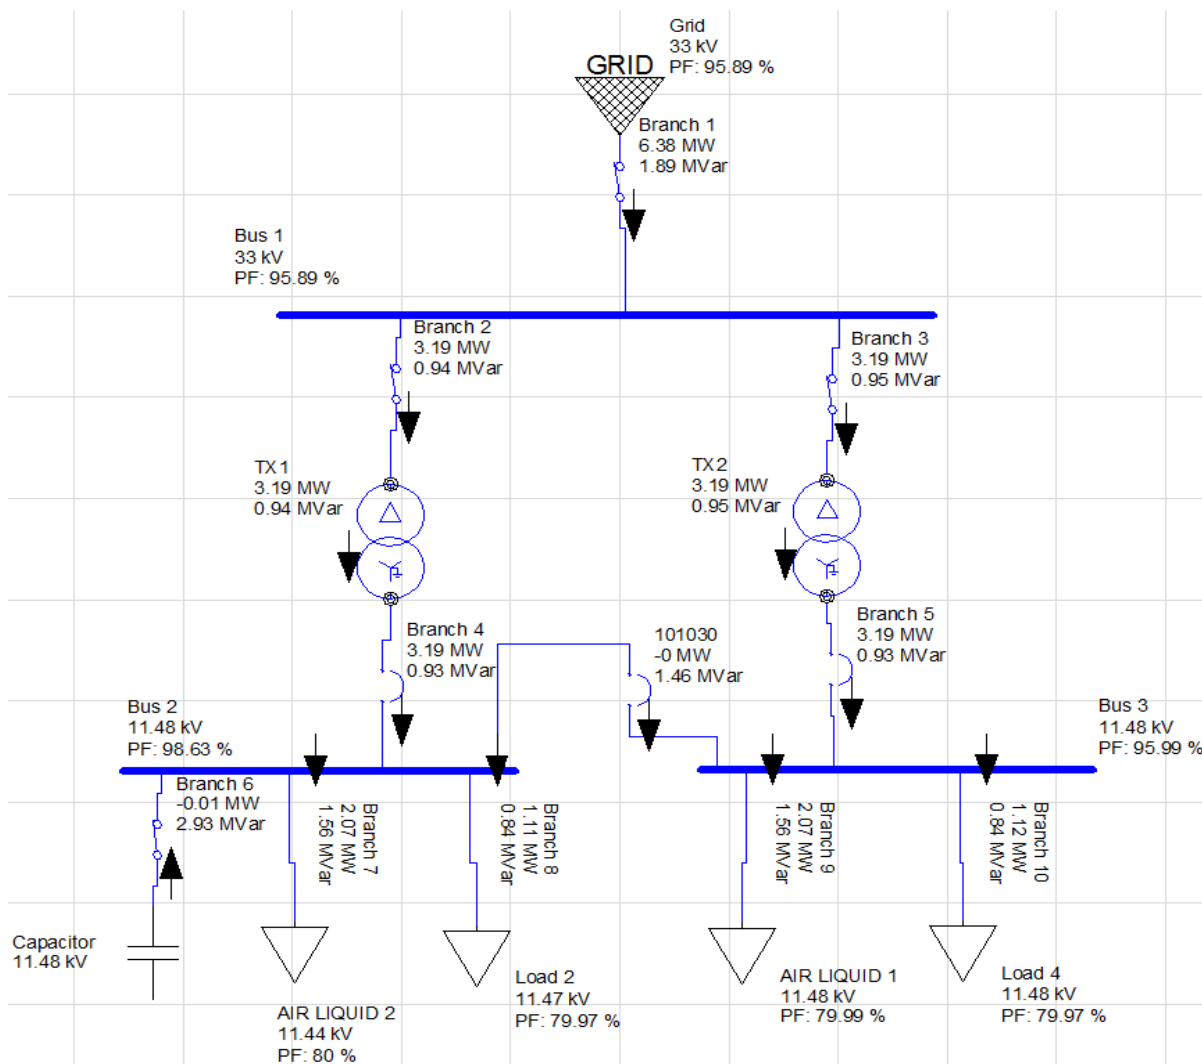 Grid
33 kV
PF: 95.89 %
GRID
Branch 1
6.38 MW
1.89 MVar
Bus 1
33 kV
PF: 95.89 %
Branch 2
3.19 MW
0.94 MVar
Branch 3
3.19 MW
0.95 MVar
TX1
3.19 MW
0.94 MVar
TX2
3.19 MW
0.95 MVar
Branch 4
3.19 MW
0.93 MVar
101030
-0 MW
1.46 MVar
Branch 5
3.19 MW
0.93 MVar
Bus 2
11.48 kV
PF: 98.63 %
Bus 3
11.48 kV
PF: 95.99 %
Branch 6
-0.01 MW
2.93 MVar
Branch 7
2.07 MW
1.56 MVar
Branch 8
1.11 MW
0.84 MVar
Branch 9
2.07 MW
1.56 MVar
Branch 10
1.12 MW
0.84 MVar
Capacitor
11.48 kV
AIR LIQUID 2
11.44 kV
PF: 80 %
Load 2
11.47 kV
PF: 79.97 %
AIR LIQUID 1
11.48 kV
PF: 79.99 %
Load 4
11.48 kV
PF: 79.97 %